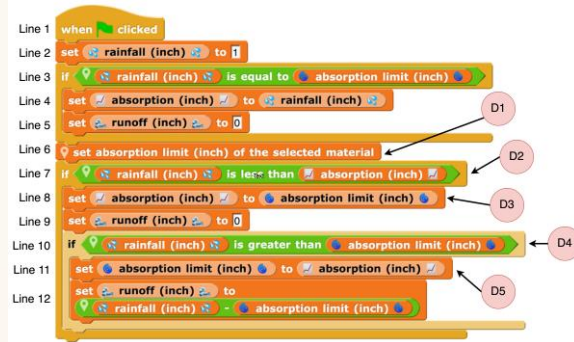 Line 1 when clicked
Line 2 set rainfall (inch) to 1
Line 3 if rainfall (inch) is equal to absorption limit (inch)
Line 4 set absorption (inch) to rainfall (inch)
Line 5 set runoff (inch) to 0
D1
Line 6 set absorption limit (inch) of the selected material
D2
Line 7 if rainfall (inch) is less than absorption (inch)
Line 8 set absorption (inch) to absorption limit (inch)
D3
Line 9 set runoff (inch) to 0
Line 10 if rainfall (inch) is greater than absorption limit (inch)
D4
Line 11 set absorption limit (inch) to absorption (inch)
D5
Line 12 set runoff (inch) to
rainfall (inch) - absorption limit (inch)